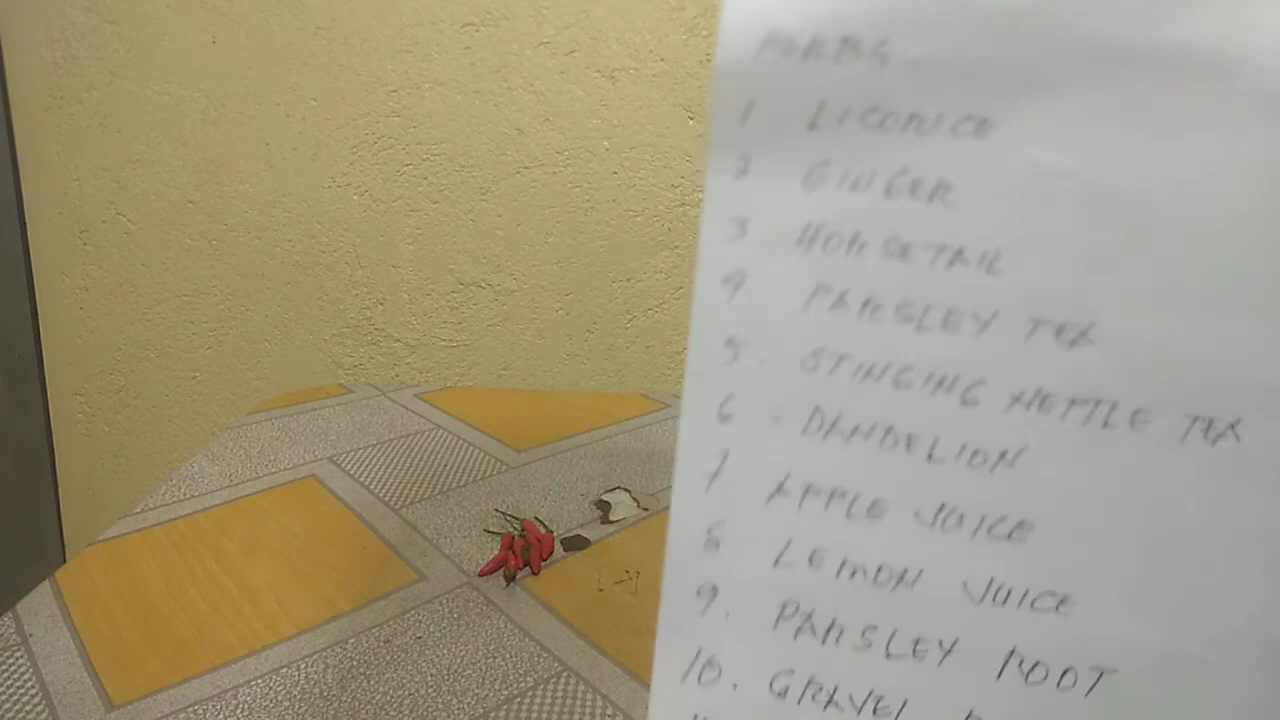 HERBS
1 LICORICE
2 GINGER
3 HORSETAIL
4 PARSLEY TEA
5. STINGING NETTLE TEA
6. DANDELION
7 APPLE JUICE
8 LEMON JUICE
9. PARSLEY ROOT
10. GRAVEL